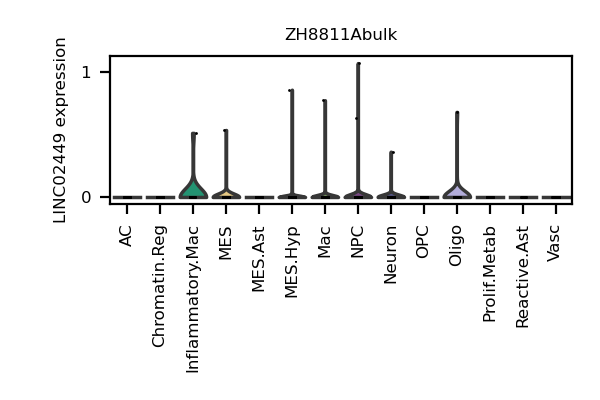 ZH8811Abulk
LINC02449 expression
1
0
AC
Chromatin.Reg
Inflammatory.Mac
MES
MES.Ast
MES.Hyp
Mac
NPC
Neuron
OPC
Oligo
Prolif.Metab
Reactive.Ast
Vasc